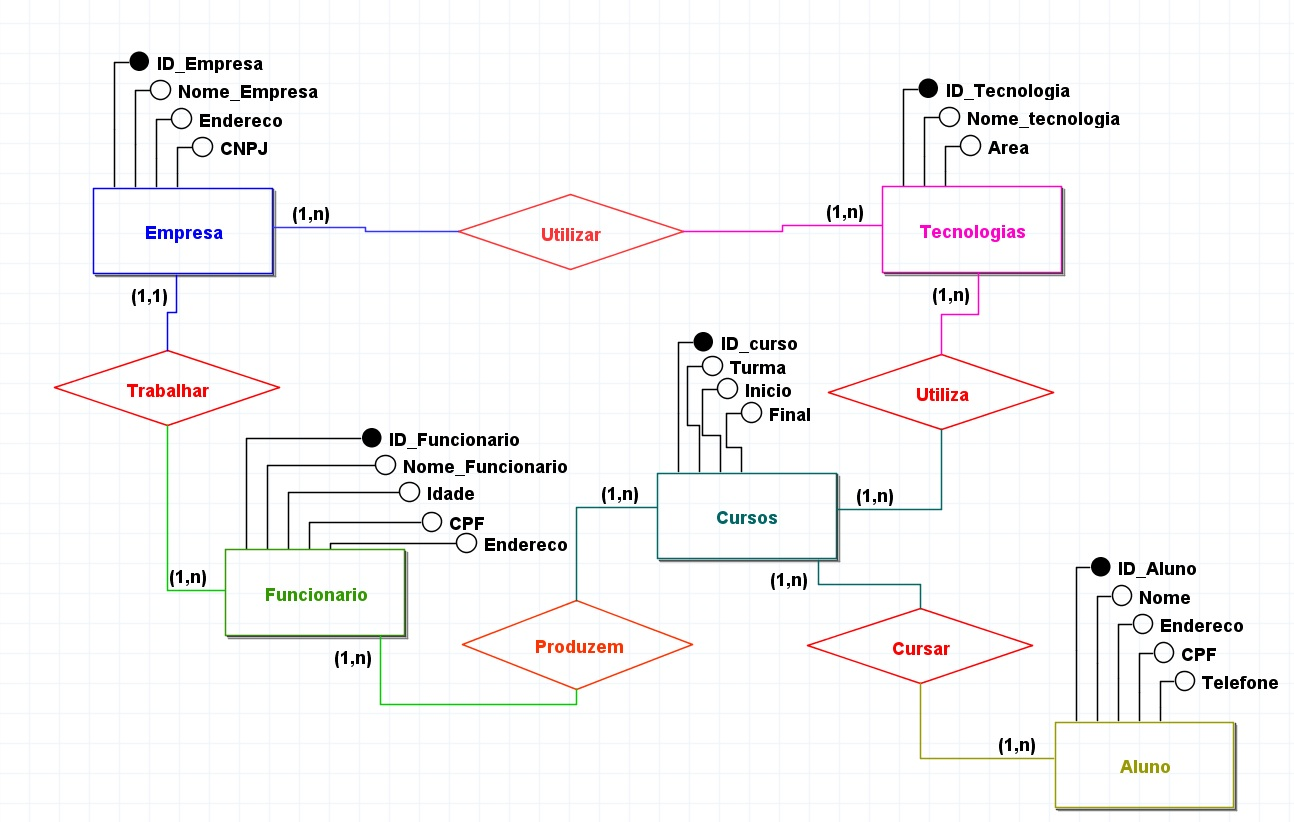 ID_Empresa
Nome_Empresa
Endereco
CNPJ
Empresa
(1,n)
Utilizar
(1,n)
ID_Tecnologia
Nome_tecnologia
Area
Tecnologias
(1,1)
Trabalhar
(1,n)
Utiliza
ID_curso
Turma
Inicio
Final
(1,n)
Cursos
(1,n)
ID_Funcionario
Nome_Funcionario
Idade
CPF
Endereco
(1,n)
Funcionario
(1,n)
Produzem
(1,n)
Cursar
ID_Aluno
Nome
Endereco
CPF
Telefone
(1,n)
Aluno